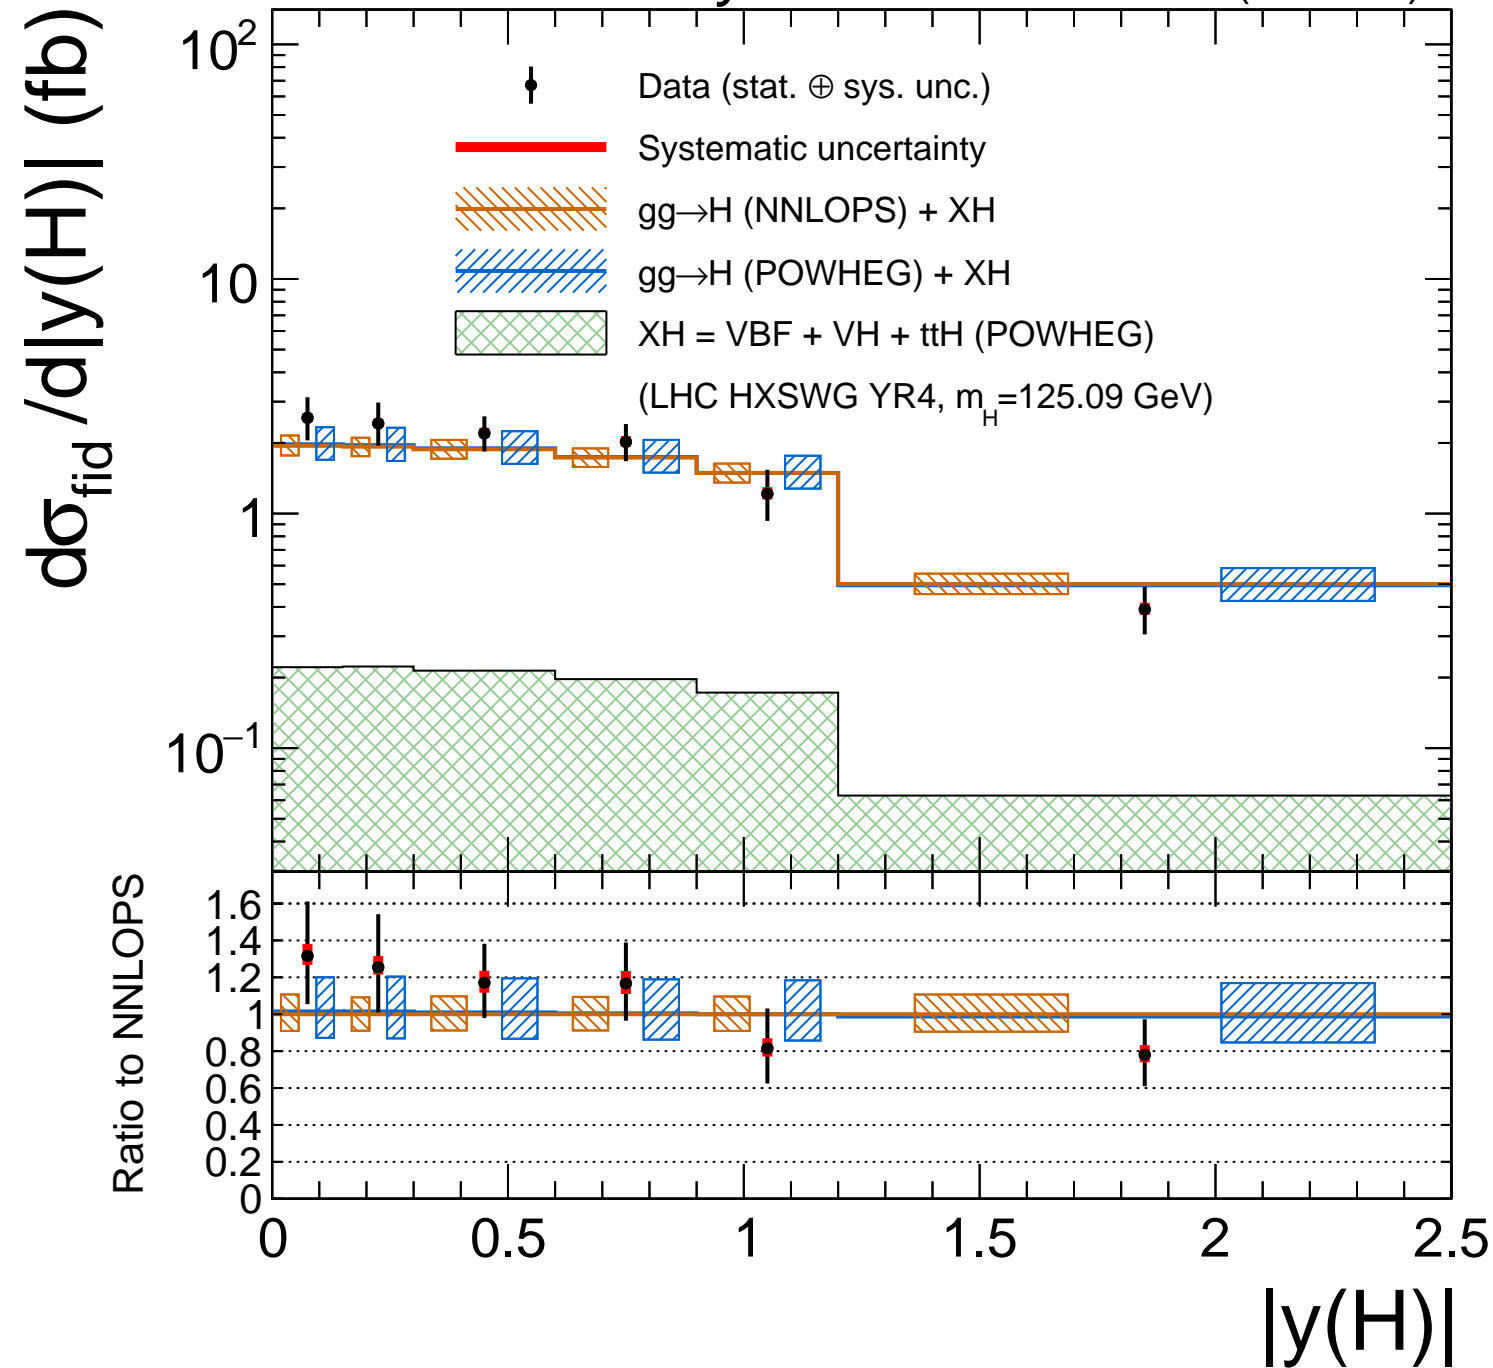 dσfid /d|y(H)| (fb)
10²
10
1
10⁻¹
Data (stat. ⊕ sys. unc.)
Systematic uncertainty
gg→H (NNLOPS) + XH
gg→H (POWHEG) + XH
XH = VBF + VH + ttH (POWHEG)
(LHC HXSWG YR4, mH=125.09 GeV)
Ratio to NNLOPS
1.6
1.4
1.2
1
0.8
0.6
0.4
0.2
0
0 0.5 1 1.5 2 2.5
|y(H)|